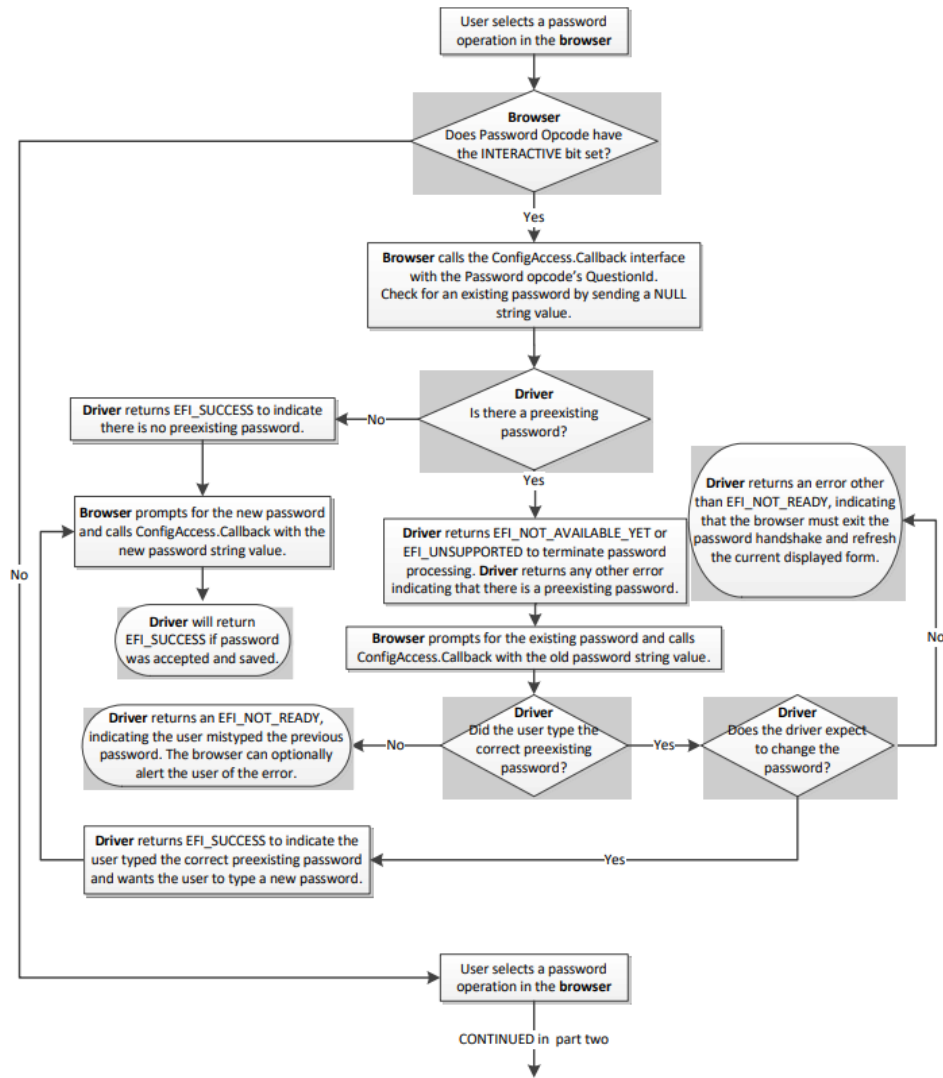 User selects a password
operation in the browser
Browser
Does Password Opcode have
the INTERACTIVE bit set?
Yes
Browser calls the ConfigAccess.Callback interface
with the Password opcode's QuestionId.
Check for an existing password by sending a NULL
string value.
Driver
Is there a preexisting
password?
No
Driver returns EFI_SUCCESS to indicate
there is no preexisting password.
Yes
Browser prompts for the new password
and calls ConfigAccess.Callback with the
new password string value.
Driver returns an error other
than EFI_NOT_READY, indicating
that the browser must exit the
password handshake and refresh
the current displayed form.
Driver returns EFI_NOT_AVAILABLE_YET or
EFI_UNSUPPORTED to terminate password
processing. Driver returns any other error
indicating that there is a preexisting password.
No
Driver will return
EFI_SUCCESS if password
was accepted and saved.
Browser prompts for the existing password and calls
ConfigAccess.Callback with the old password string value.
No
Driver returns an EFI_NOT_READY,
indicating the user mistyped the previous
password. The browser can optionally
alert the user of the error.
No
Driver
Did the user type the
correct preexisting
password?
Yes
Driver
Does the driver expect
to change the
password?
Driver returns EFI_SUCCESS to indicate the
user typed the correct preexisting password
and wants the user to type a new password.
Yes
User selects a password
operation in the browser
CONTINUED in part two